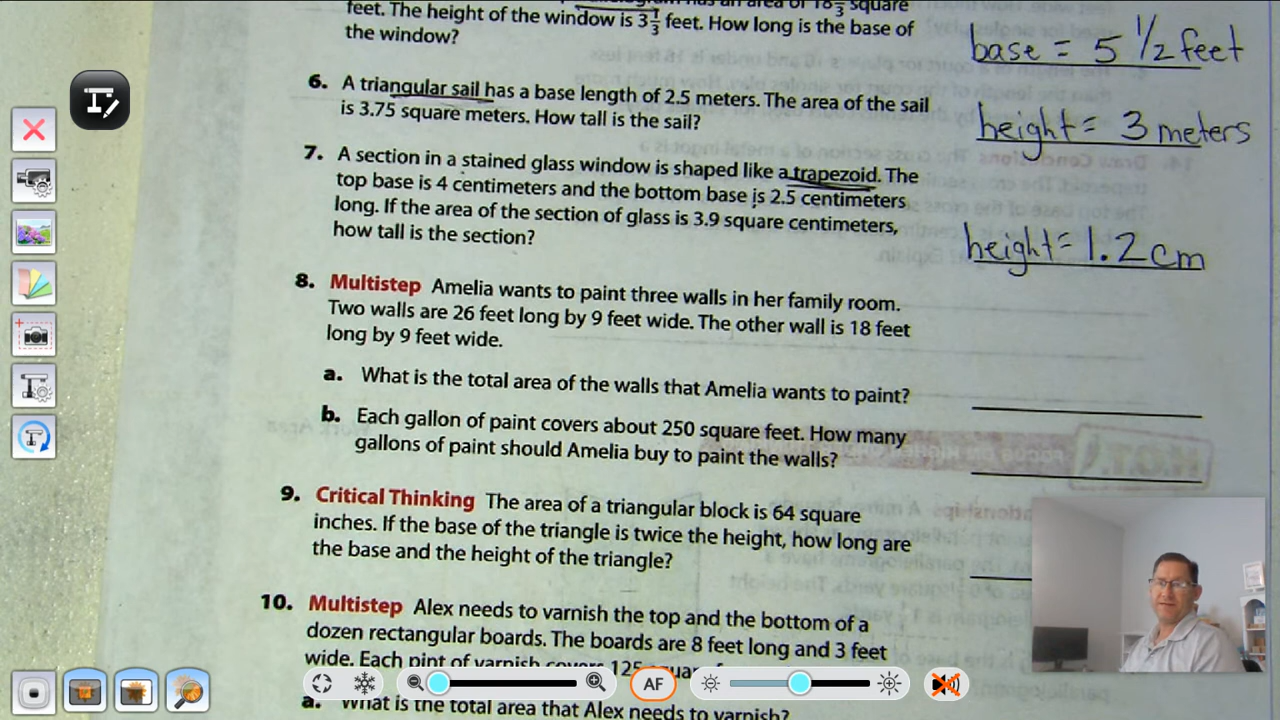 feet. The height of the window is 3 1/3 feet. How long is the base of
the window?
base = 5 1/2 feet
6. A triangular sail has a base length of 2.5 meters. The area of the sail
is 3.75 square meters. How tall is the sail?
height = 3 meters
7. A section in a stained glass window is shaped like a trapezoid. The
top base is 4 centimeters and the bottom base is 2.5 centimeters
long. If the area of the section of glass is 3.9 square centimeters,
how tall is the section?
height = 1.2 cm
8. Multistep Amelia wants to paint three walls in her family room.
Two walls are 26 feet long by 9 feet wide. The other wall is 18 feet
long by 9 feet wide.
a. What is the total area of the walls that Amelia wants to paint?
b. Each gallon of paint covers about 250 square feet. How many
gallons of paint should Amelia buy to paint the walls?
9. Critical Thinking The area of a triangular block is 64 square
inches. If the base of the triangle is twice the height, how long are
the base and the height of the triangle?
10. Multistep Alex needs to varnish the top and the bottom of a
dozen rectangular boards. The boards are 8 feet long and 3 feet
wide. Each pint of varnish covers 125
a. What is the total area that Alex needs to varnish?
AF